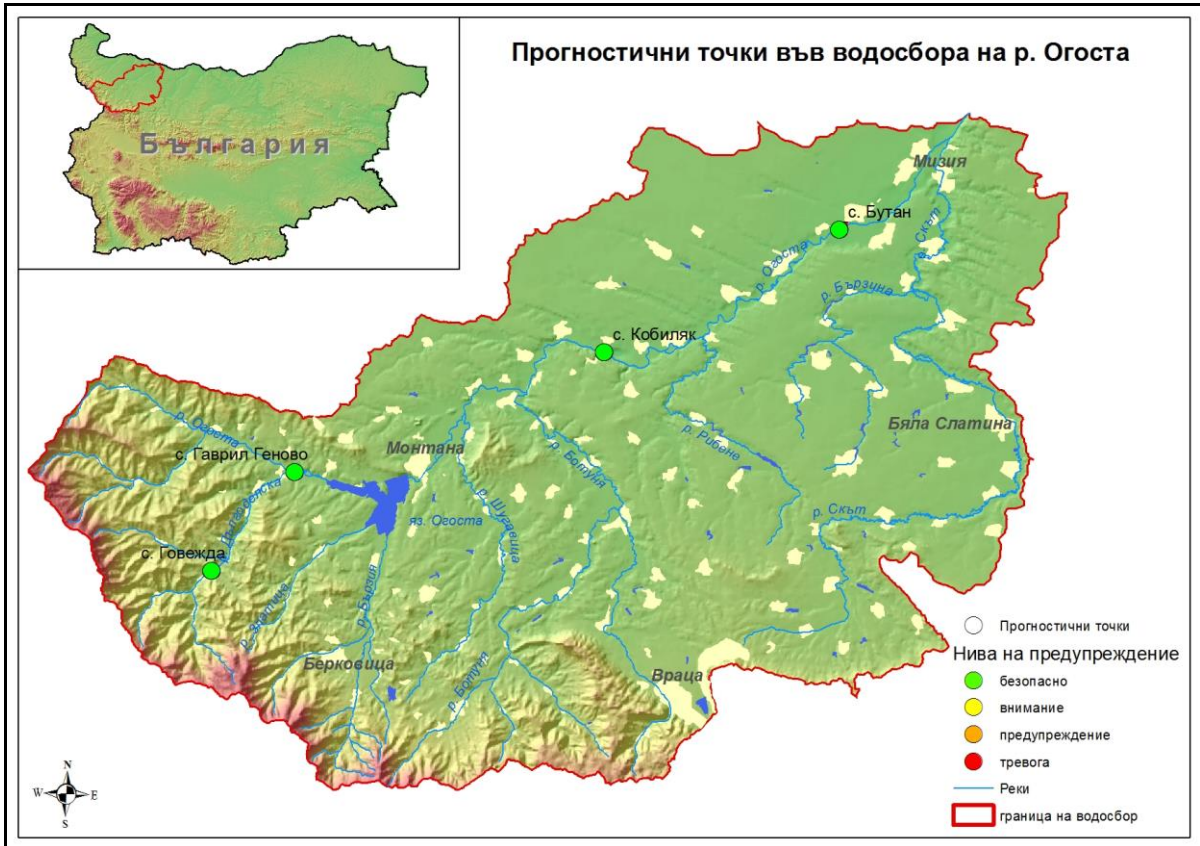 Прогностични точки във водосбора на р. Огоста
България
Мизия
с. Бутан
р. Скът
р. Огоста
р. Бързина
с. Кобиляк
Бяла Слатина
р. Огоста
Монтана
р. Рибине
с. Гаврил Геново
р. Ботуня
р. Шугавица
яз. Огоста
р. Скът
с. Говежда
р. Златица
р. Бързия
Берковица
р. Ботуня
Враца
Прогностични точки
Нива на предупреждение
безопасно
внимание
предупреждение
тревога
Реки
граница на водосбор
N
W
E
S